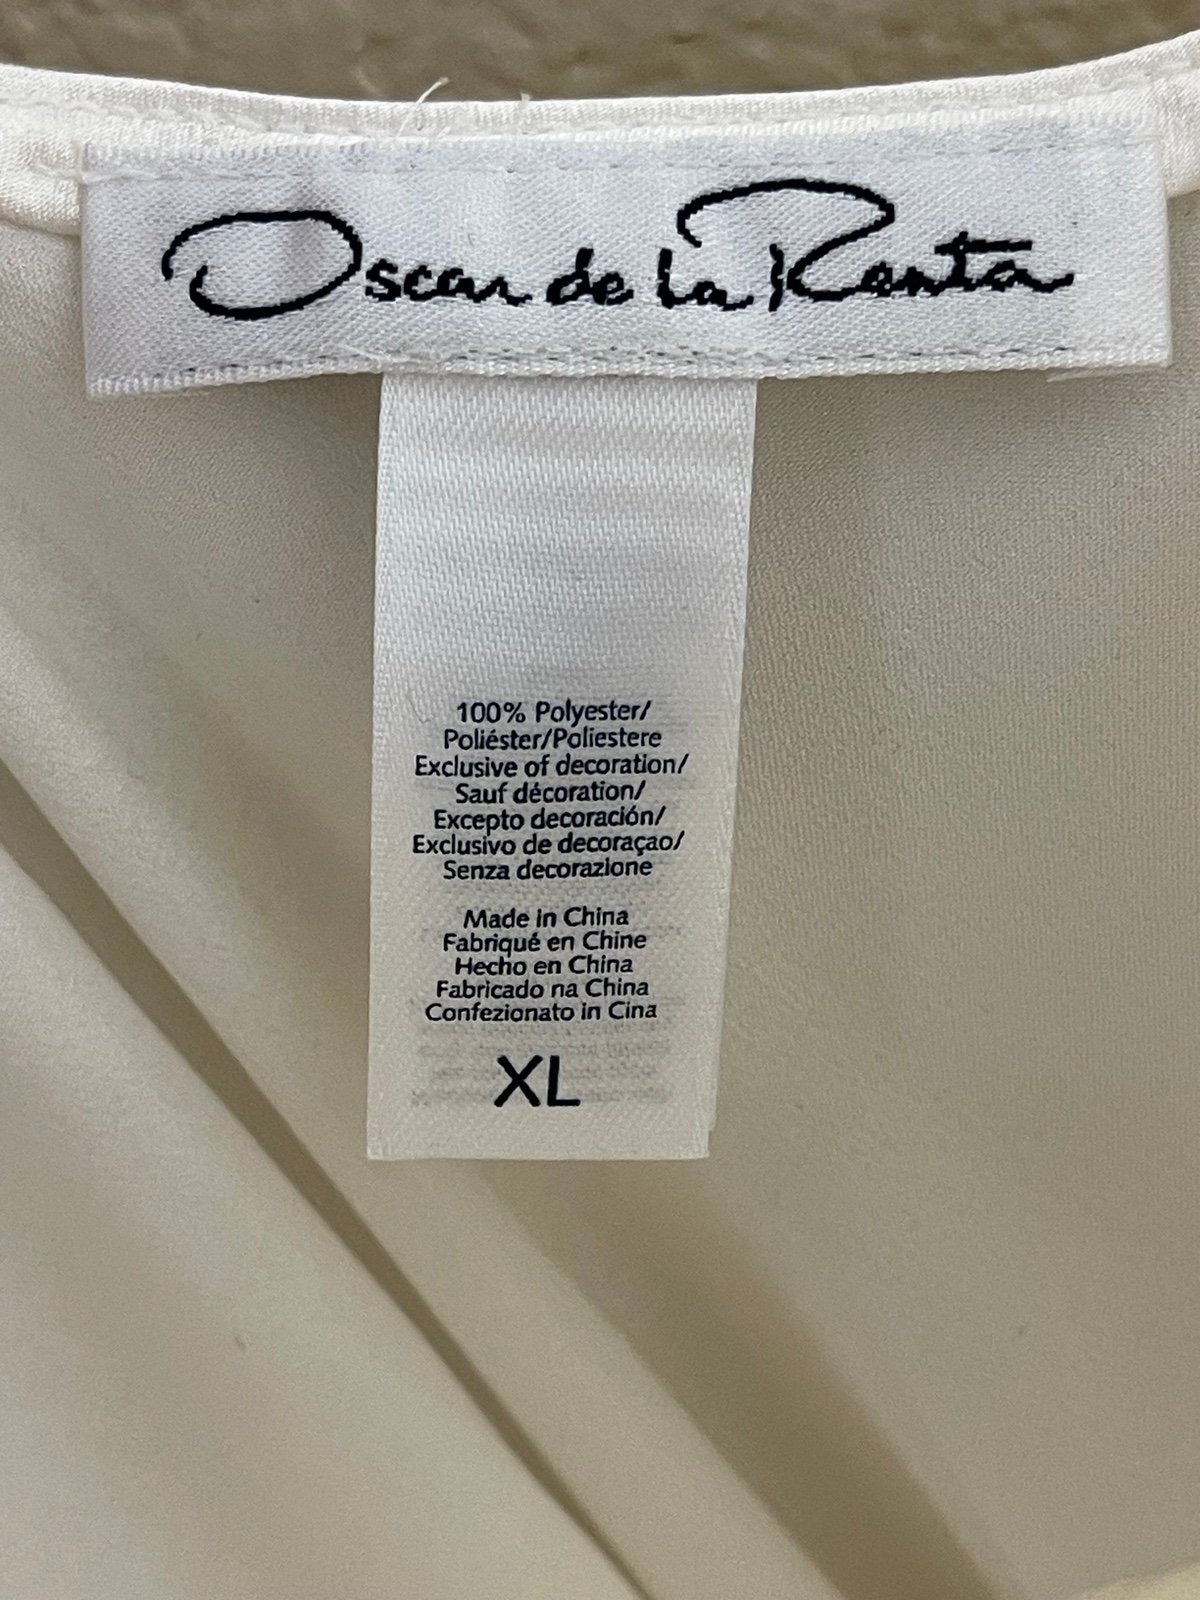 Oscar de la Renta
100% Polyester/
Poliéster/Poliestere
Exclusive of decoration/
Sauf décoration/
Excepto decoración/
Exclusivo de decoraçao/
Senza decorazione
Made in China
Fabriqué en Chine
Hecho en China
Fabricado na China
Confezionato in Cina
XL